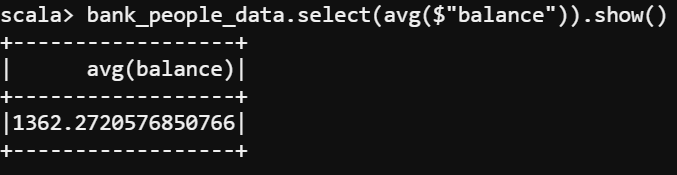 scala> bank_people_data.select(avg($"balance")).show()
+------------------+
|      avg(balance)|
+------------------+
|1362.2720576850766|
+------------------+